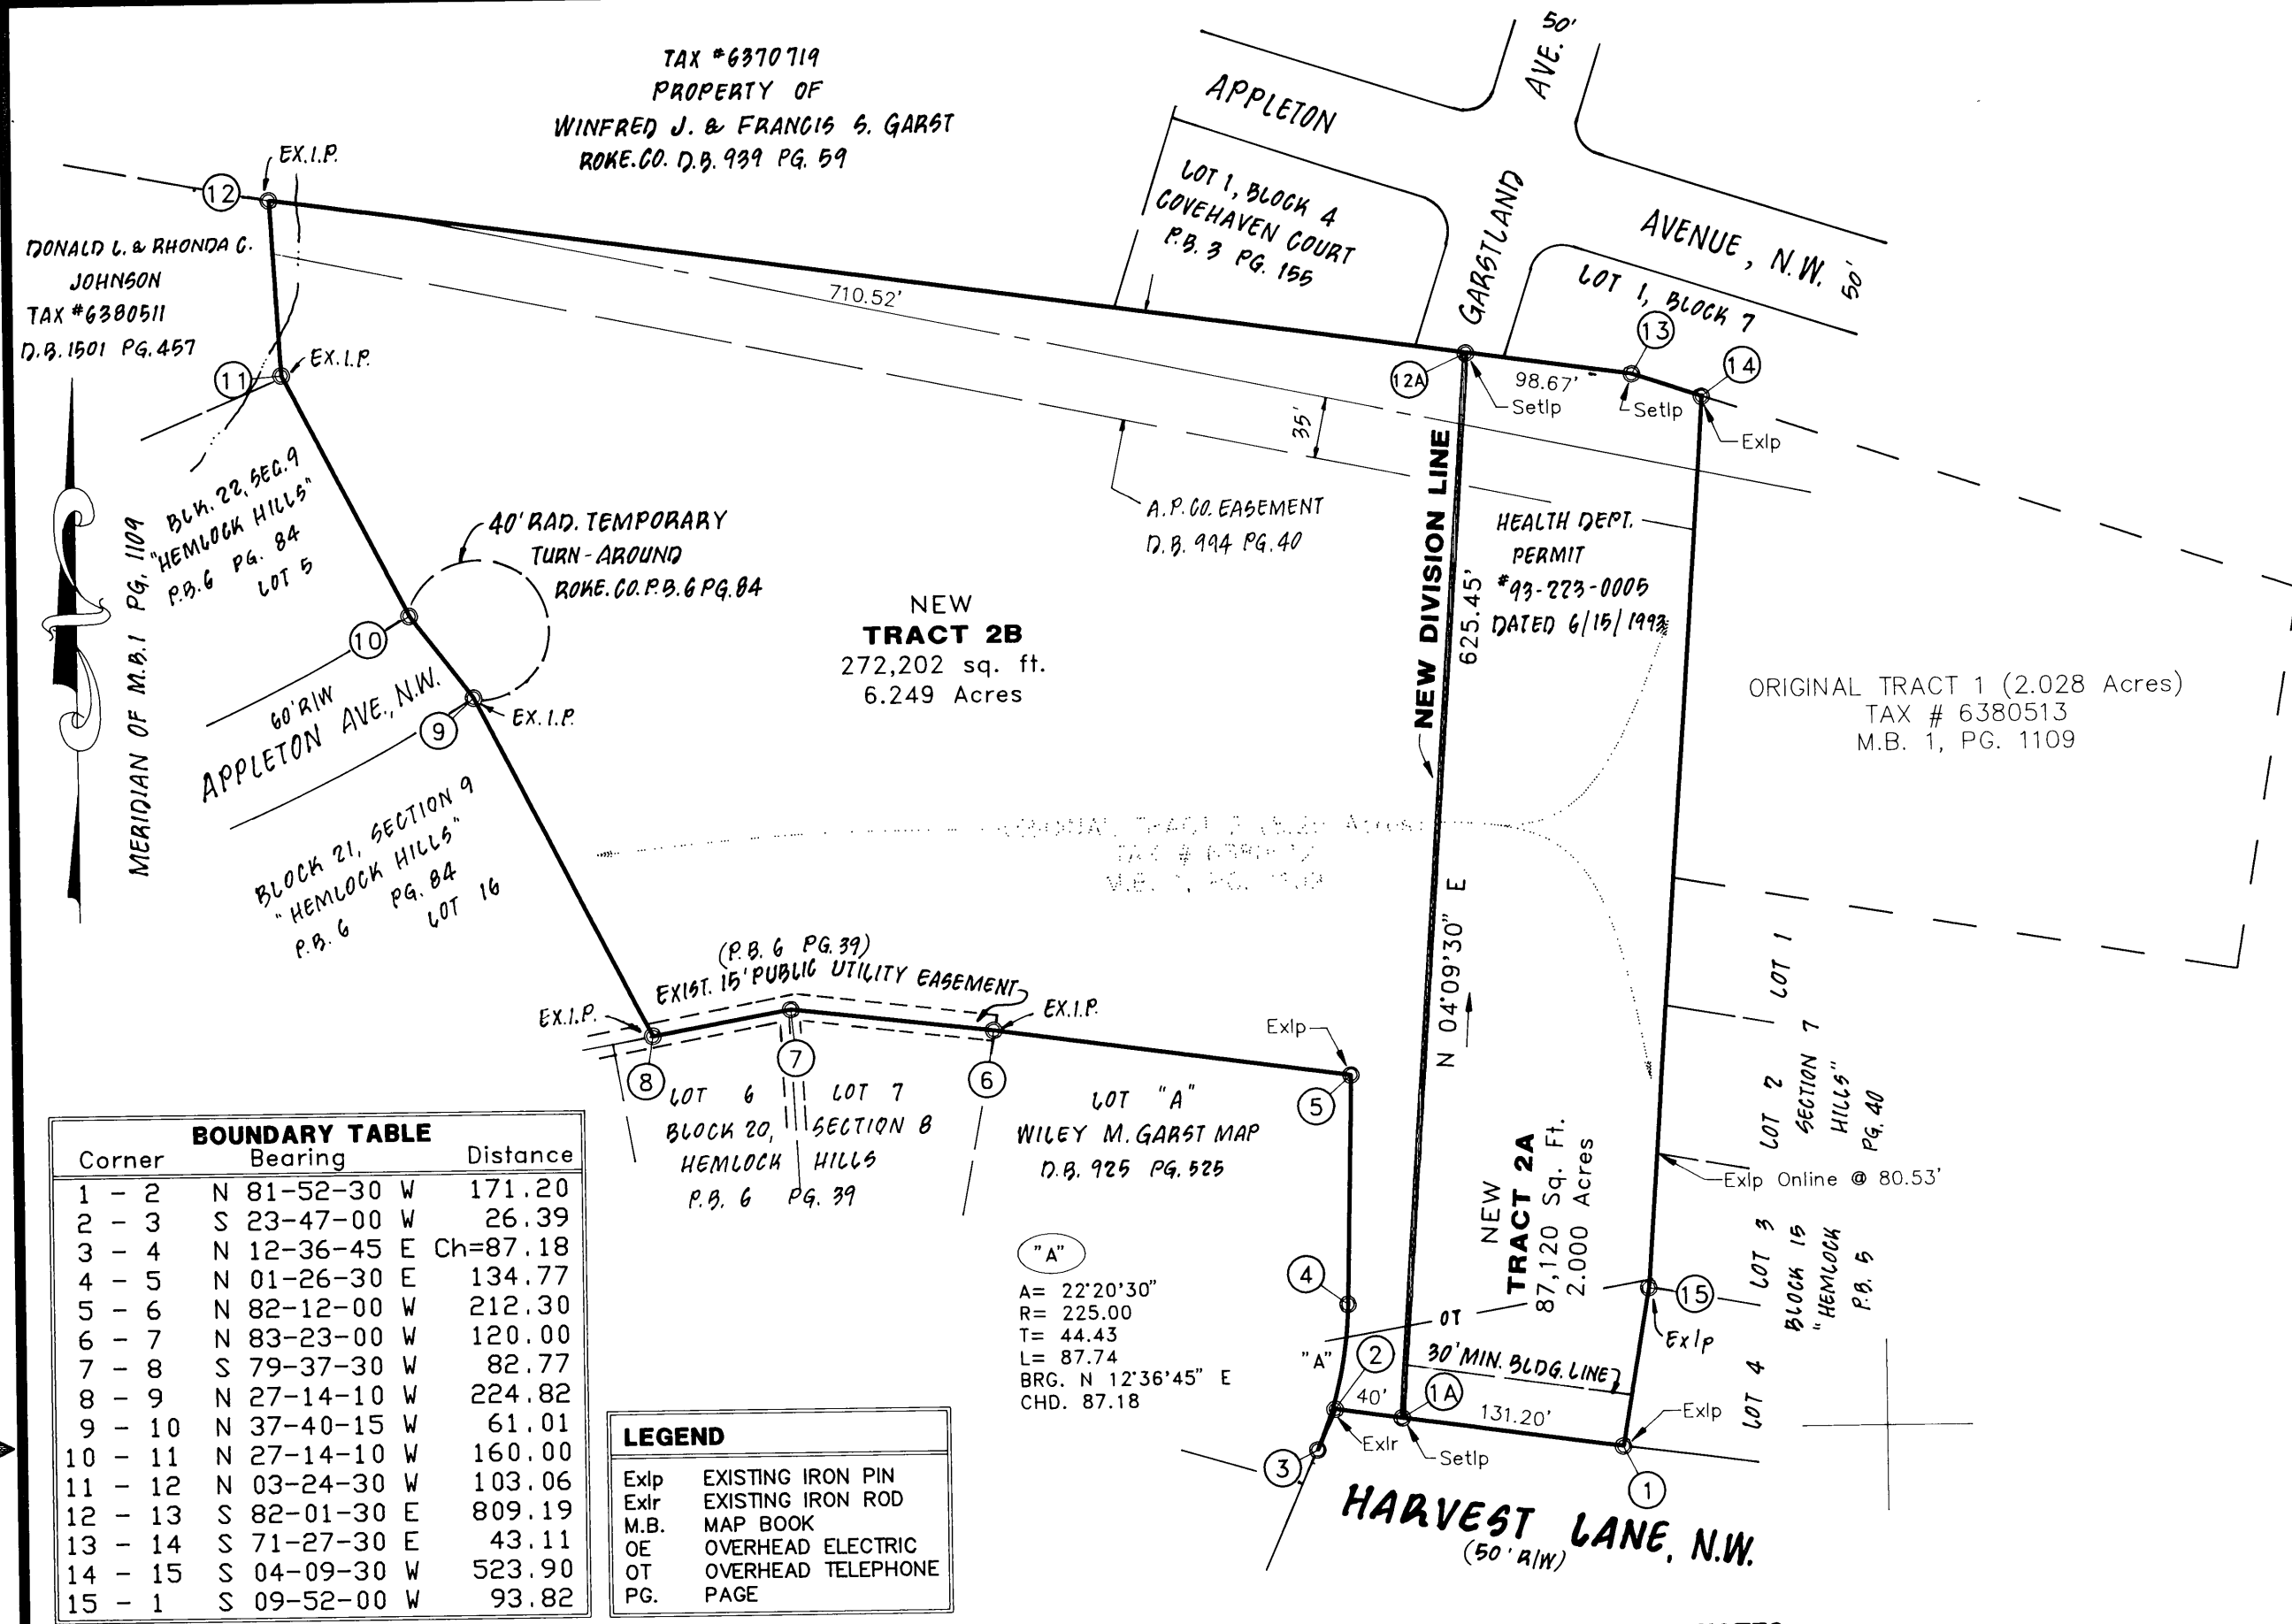 TAX #6370719
PROPERTY OF
WINFRED J. & FRANCIS S. GARST
ROKE.CO. D.B. 939 PG. 59
50'
AVE.
APPLETON
AVENUE, N.W. 50'
GARSTLAND
LOT 1, BLOCK 4
COVEHAVEN COURT
P.B. 3 PG. 155
LOT 1, BLOCK 7
EX.I.P.
12
DONALD L. & RHONDA C.
JOHNSON
TAX #6380511
D.B. 1501 PG. 457
11
EX.I.P.
710.52'
12A
98.67'
13
14
SetIp
SetIp
ExIp
35'
A.P.CO. EASEMENT
D.B. 994 PG. 40
MERIDIAN OF M.B.1 PG. 1109
BLK. 22, SEC. 9
"HEMLOCK HILLS"
P.B. 6 PG. 84
LOT 5
40' RAD. TEMPORARY
TURN-AROUND
ROKE.CO. P.B. 6 PG. 84
NEW
TRACT 2B
272,202 sq. ft.
6.249 Acres
NEW DIVISION LINE
625.45'
N 04°09'30" E
HEALTH DEPT.
PERMIT
#93-223-0005
DATED 6/15/1993
ORIGINAL TRACT 1 (2.028 Acres)
TAX # 6380513
M.B. 1, PG. 1109
10
60' R/W
APPLETON AVE., N.W.
9
EX.I.P.
BLOCK 21, SECTION 9
"HEMLOCK HILLS"
P.B. 6 PG. 84
LOT 16
(P.B. 6 PG. 39)
EXIST. 15' PUBLIC UTILITY EASEMENT
EX.I.P.
EX.I.P.
ExIp
8
7
6
5
LOT 6
BLOCK 20,
LOT 7
SECTION 8
HEMLOCK HILLS
P.B. 6 PG. 39
LOT "A"
WILEY M. GARST MAP
D.B. 925 PG. 525
LOT 1
LOT 2
SECTION 7
HILLS"
PG. 40
ExIp Online @ 80.53'
LOT 3
BLOCK 15
"HEMLOCK
P.B. 5
LOT 4
NEW
TRACT 2A
87,120 Sq. Ft.
2.000 Acres
"A"
A= 22°20'30"
R= 225.00
T= 44.43
L= 87.74
BRG. N 12°36'45" E
CHD. 87.18
4
OT
15
ExIp
"A"
2
30' MIN. BLDG. LINE
40'
1A
131.20'
ExIp
ExIr
SetIp
3
1
HARVEST LANE, N.W.
(50' R/W)
BOUNDARY TABLE
Corner Bearing Distance
1 - 2 N 81-52-30 W 171.20
2 - 3 S 23-47-00 W 26.39
3 - 4 N 12-36-45 E Ch=87.18
4 - 5 N 01-26-30 E 134.77
5 - 6 N 82-12-00 W 212.30
6 - 7 N 83-23-00 W 120.00
7 - 8 S 79-37-30 W 82.77
8 - 9 N 27-14-10 W 224.82
9 - 10 N 37-40-15 W 61.01
10 - 11 N 27-14-10 W 160.00
11 - 12 N 03-24-30 W 103.06
12 - 13 S 82-01-30 E 809.19
13 - 14 S 71-27-30 E 43.11
14 - 15 S 04-09-30 W 523.90
15 - 1 S 09-52-00 W 93.82
LEGEND
ExIp EXISTING IRON PIN
ExIr EXISTING IRON ROD
M.B. MAP BOOK
OE OVERHEAD ELECTRIC
OT OVERHEAD TELEPHONE
PG. PAGE